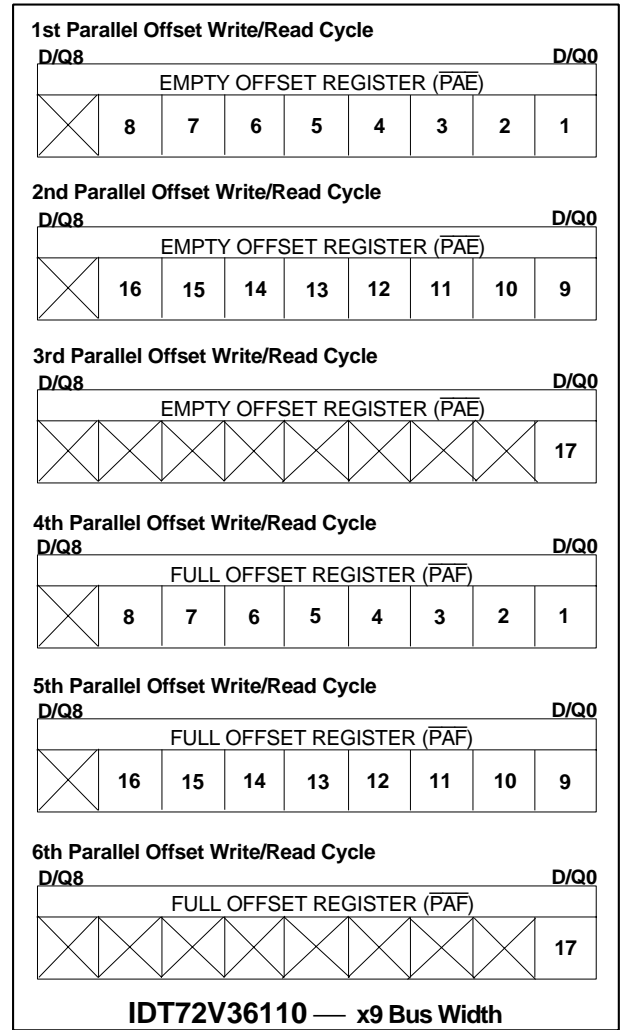 1st Parallel Offset Write/Read Cycle
D/Q8 D/Q0
EMPTY OFFSET REGISTER (PAE)
8 7 6 5 4 3 2 1
2nd Parallel Offset Write/Read Cycle
D/Q8 D/Q0
EMPTY OFFSET REGISTER (PAE)
16 15 14 13 12 11 10 9
3rd Parallel Offset Write/Read Cycle
D/Q8 D/Q0
EMPTY OFFSET REGISTER (PAE)
17
4th Parallel Offset Write/Read Cycle
D/Q8 D/Q0
FULL OFFSET REGISTER (PAF)
8 7 6 5 4 3 2 1
5th Parallel Offset Write/Read Cycle
D/Q8 D/Q0
FULL OFFSET REGISTER (PAF)
16 15 14 13 12 11 10 9
6th Parallel Offset Write/Read Cycle
D/Q8 D/Q0
FULL OFFSET REGISTER (PAF)
17
IDT72V36110 — x9 Bus Width